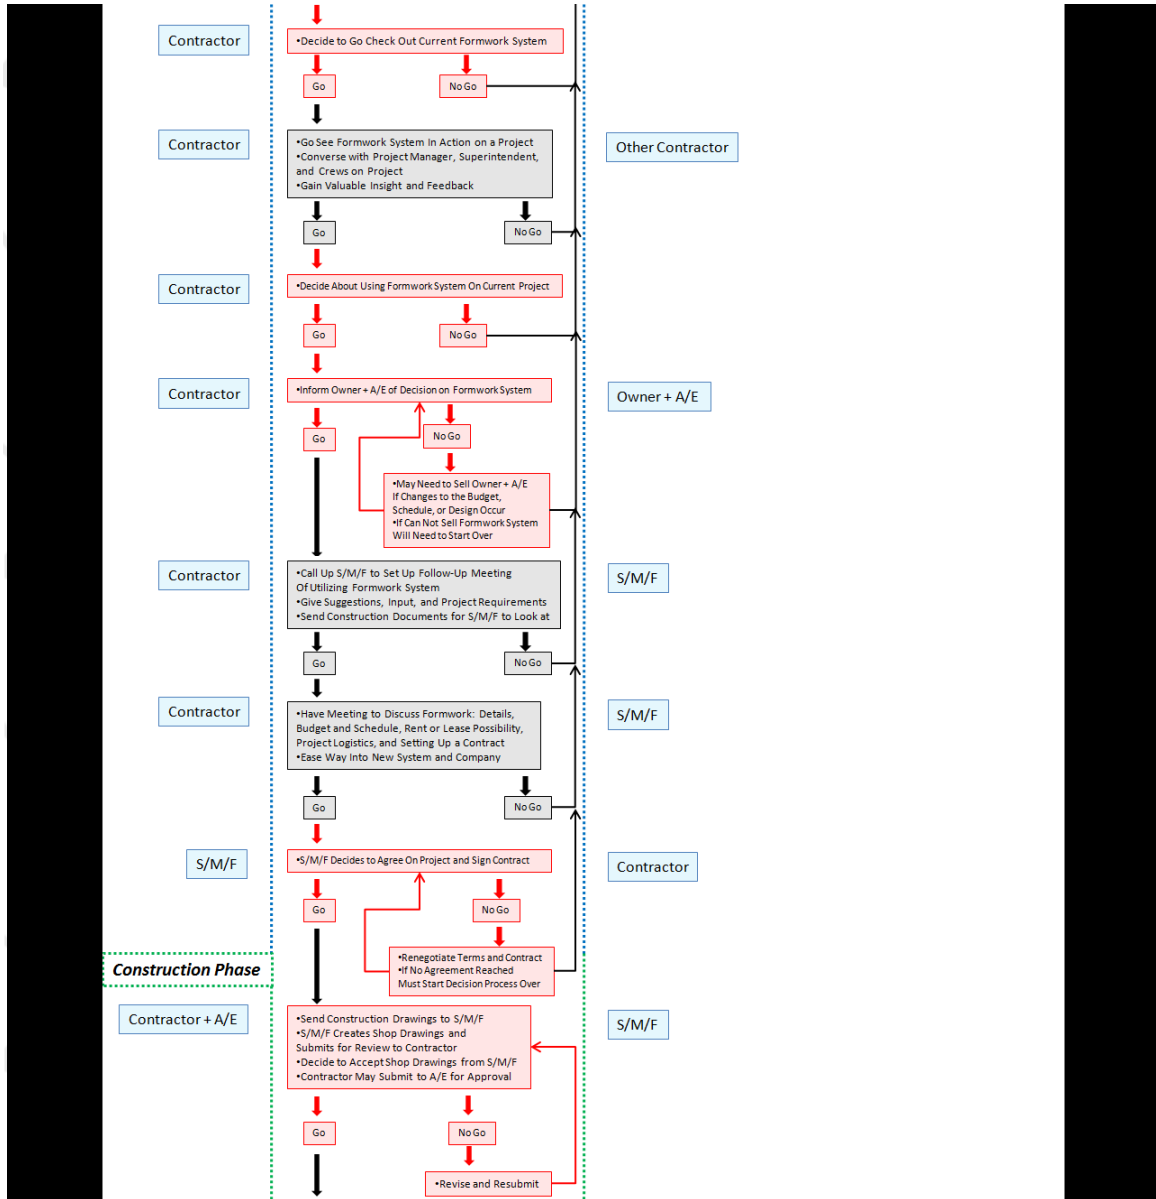 Contractor
•Decide to Go Check Out Current Formwork System
Go
No Go
Contractor
•Go See Formwork System In Action on a Project
•Converse with Project Manager, Superintendent,
and Crews on Project
•Gain Valuable Insight and Feedback
Other Contractor
Go
No Go
Contractor
•Decide About Using Formwork System On Current Project
Go
No Go
Contractor
•Inform Owner + A/E of Decision on Formwork System
Owner + A/E
Go
No Go
•May Need to Sell Owner + A/E
If Changes to the Budget,
Schedule, or Design Occur
•If Can Not Sell Formwork System
Will Need to Start Over
Contractor
•Call Up S/M/F to Set Up Follow-Up Meeting
Of Utilizing Formwork System
•Give Suggestions, Input, and Project Requirements
•Send Construction Documents for S/M/F to Look at
S/M/F
Go
No Go
Contractor
•Have Meeting to Discuss Formwork: Details,
Budget and Schedule, Rent or Lease Possibility,
Project Logistics, and Setting Up a Contract
•Ease Way Into New System and Company
S/M/F
Go
No Go
S/M/F
•S/M/F Decides to Agree On Project and Sign Contract
Contractor
Go
No Go
•Renegotiate Terms and Contract
•If No Agreement Reached
Must Start Decision Process Over
Construction Phase
Contractor + A/E
•Send Construction Drawings to S/M/F
•S/M/F Creates Shop Drawings and
Submits for Review to Contractor
•Decide to Accept Shop Drawings from S/M/F
•Contractor May Submit to A/E for Approval
S/M/F
Go
No Go
•Revise and Resubmit